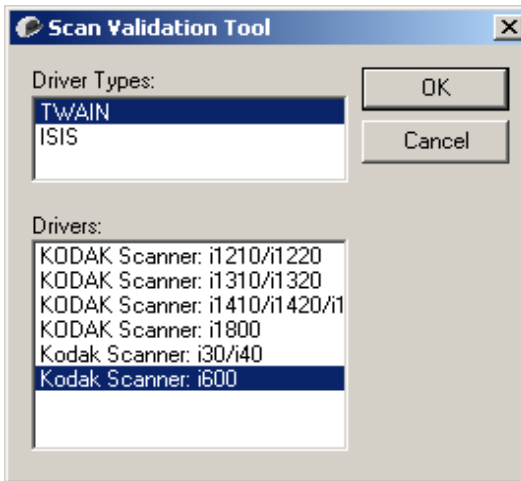 Scan Validation Tool
Driver Types:
TWAIN
ISIS
OK
Cancel
Drivers:
KODAK Scanner: i1210/i1220
KODAK Scanner: i1310/i1320
KODAK Scanner: i1410/i1420/i1
KODAK Scanner: i1800
Kodak Scanner: i30/i40
Kodak Scanner: i600